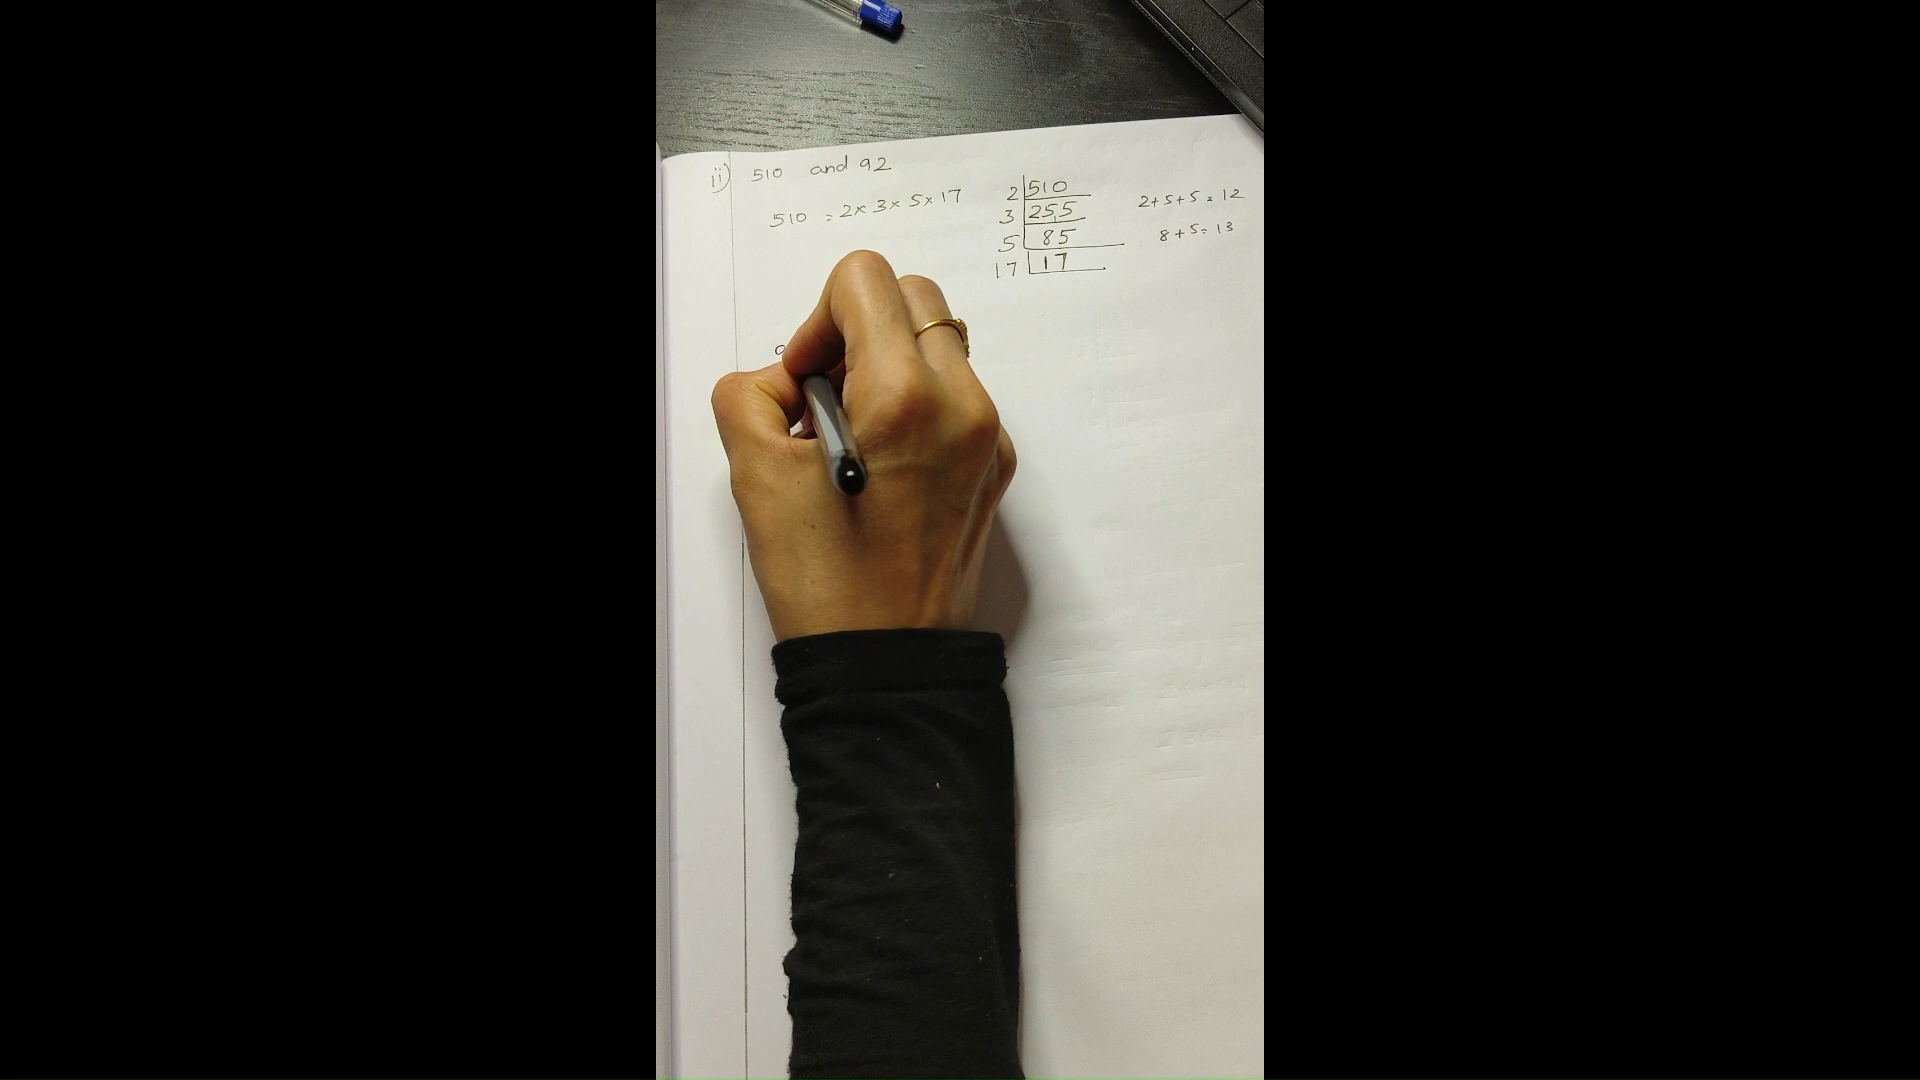 ii) 510 and 92
510 = 2 × 3 × 5 × 17
2 | 510
3 | 255
5 | 85
17 | 17
2+5+5=12
8+5=13
9